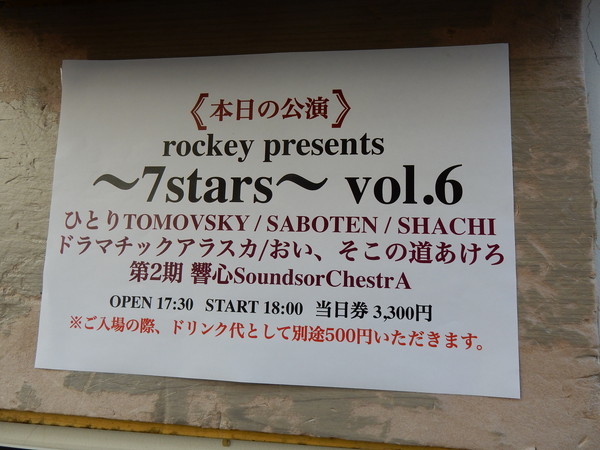 《本日の公演》
rockey presents
〜7stars〜 vol.6
ひとりTOMOVSKY / SABOTEN / SHACHI
ドラマチックアラスカ/おい、そこの道あけろ
第2期 響心SoundsorChestrA
OPEN 17:30 START 18:00 当日券 3,300円
※ご入場の際、ドリンク代として別途500円いただきます。